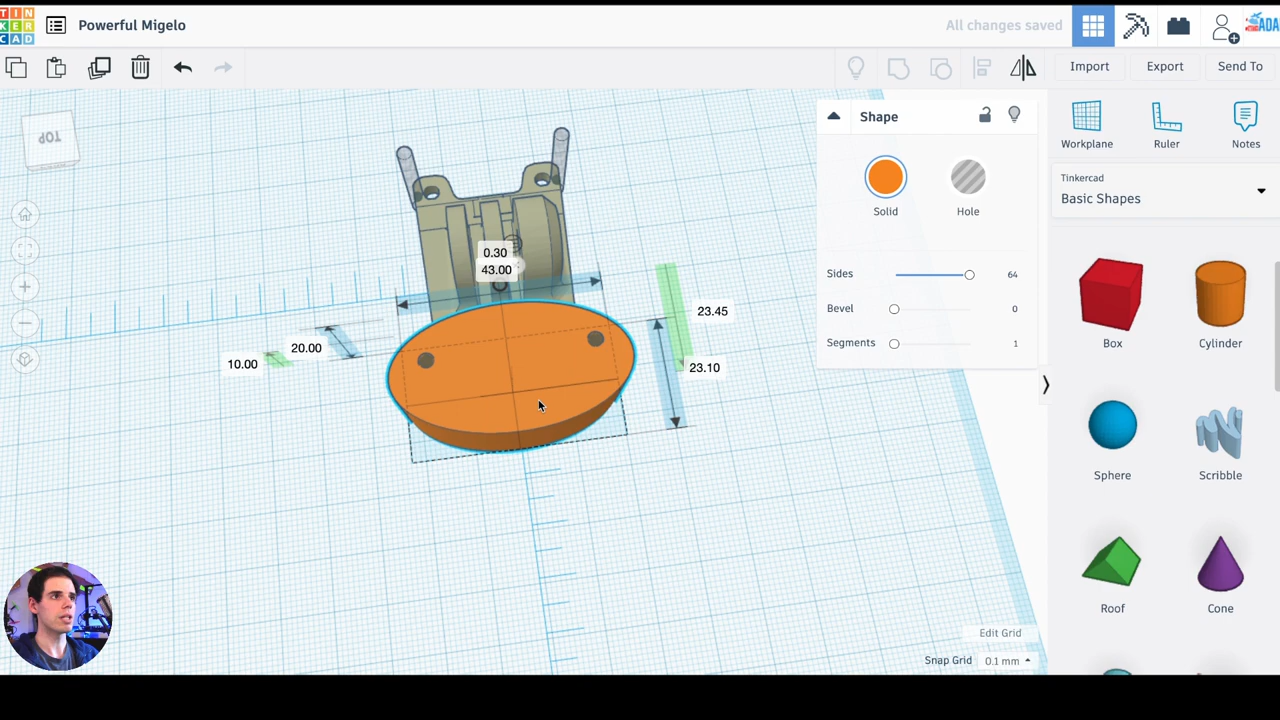 TIN
KER
CAD
Powerful Migelo
All changes saved
ADA
Import
Export
Send To
TOP
Shape
Solid
Hole
Sides
64
Bevel
0
Segments
1
Workplane
Ruler
Notes
Tinkercad
Basic Shapes
Box
Cylinder
Sphere
Scribble
Roof
Cone
0.30
43.00
23.45
20.00
10.00
23.10
Edit Grid
Snap Grid
0.1 mm